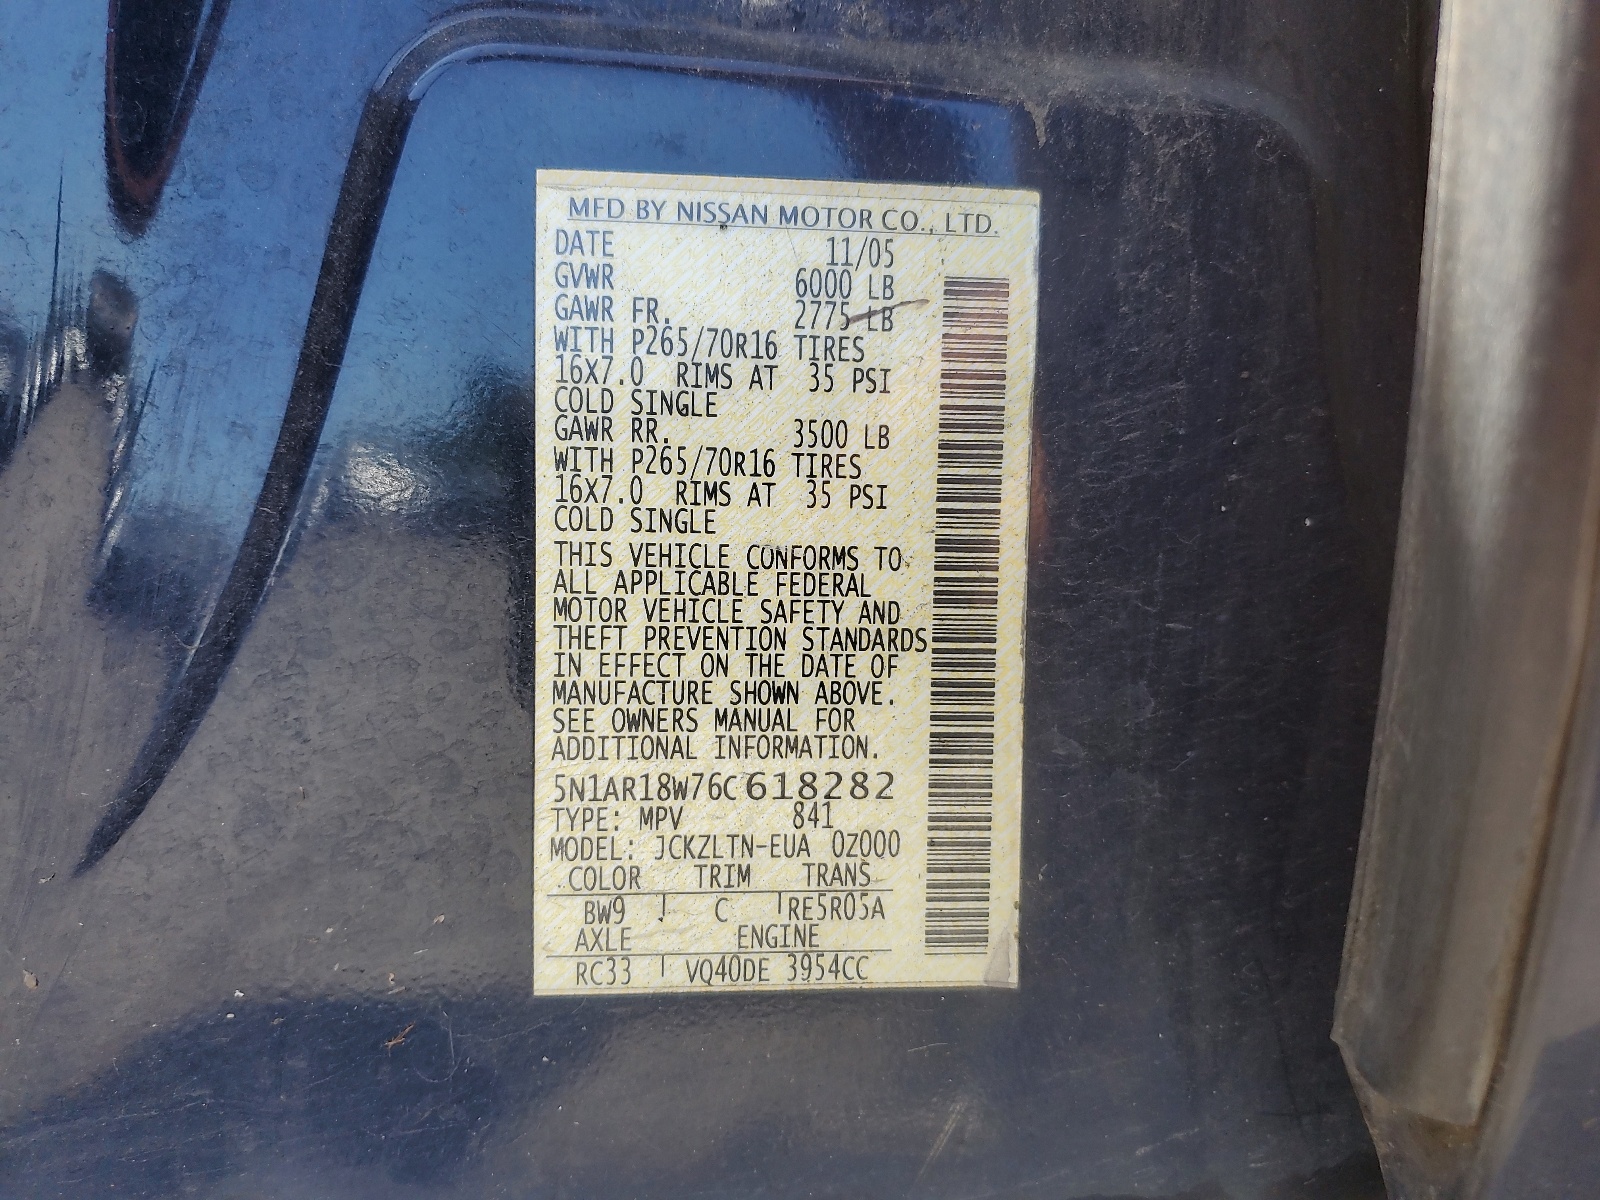 MFD BY NISSAN MOTOR CO., LTD.
DATE 11/05
GVWR 6000 LB
GAWR FR. 2775 LB
WITH P265/70R16 TIRES
16X7.0 RIMS AT 35 PSI
COLD SINGLE
GAWR RR. 3500 LB
WITH P265/70R16 TIRES
16X7.0 RIMS AT 35 PSI
COLD SINGLE
THIS VEHICLE CONFORMS TO
ALL APPLICABLE FEDERAL
MOTOR VEHICLE SAFETY AND
THEFT PREVENTION STANDARDS
IN EFFECT ON THE DATE OF
MANUFACTURE SHOWN ABOVE.
SEE OWNERS MANUAL FOR
ADDITIONAL INFORMATION.
5N1AR18W76C618282
TYPE: MPV 841
MODEL: JCKZLTN-EUA 0Z000
COLOR TRIM TRANS
BW9 C RE5R05A
AXLE ENGINE
RC33 VQ40DE 3954CC